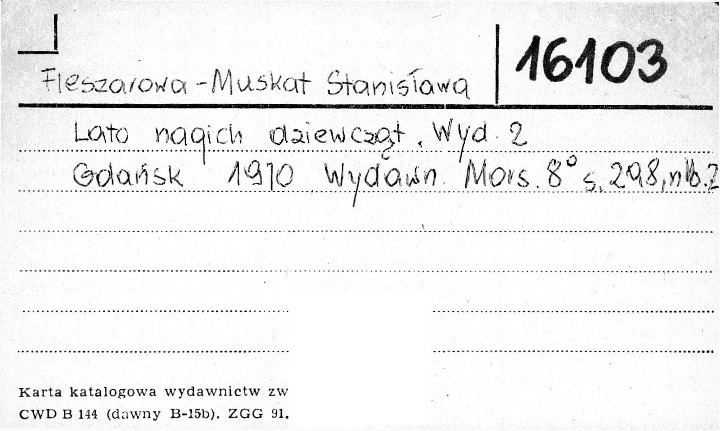 16103
Fleszarowa-Muskat Stanisława
Lato nagich dziewcząt. Wyd. 2
Gdańsk 1970 Wydawn. Mors. 8° s. 298, nlb. 2
Karta katalogowa wydawnictw zw
CWD B 144 (dawny B-15b). ZGG 91.